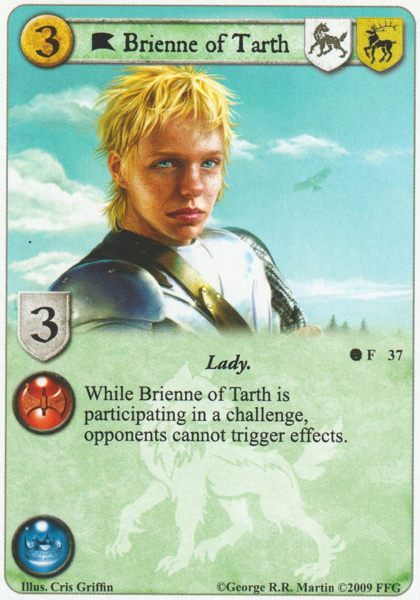 3 Brienne of Tarth
3
Lady.
F 37
While Brienne of Tarth is
participating in a challenge,
opponents cannot trigger effects.
Illus. Cris Griffin ©George R.R. Martin ©2009 FFG